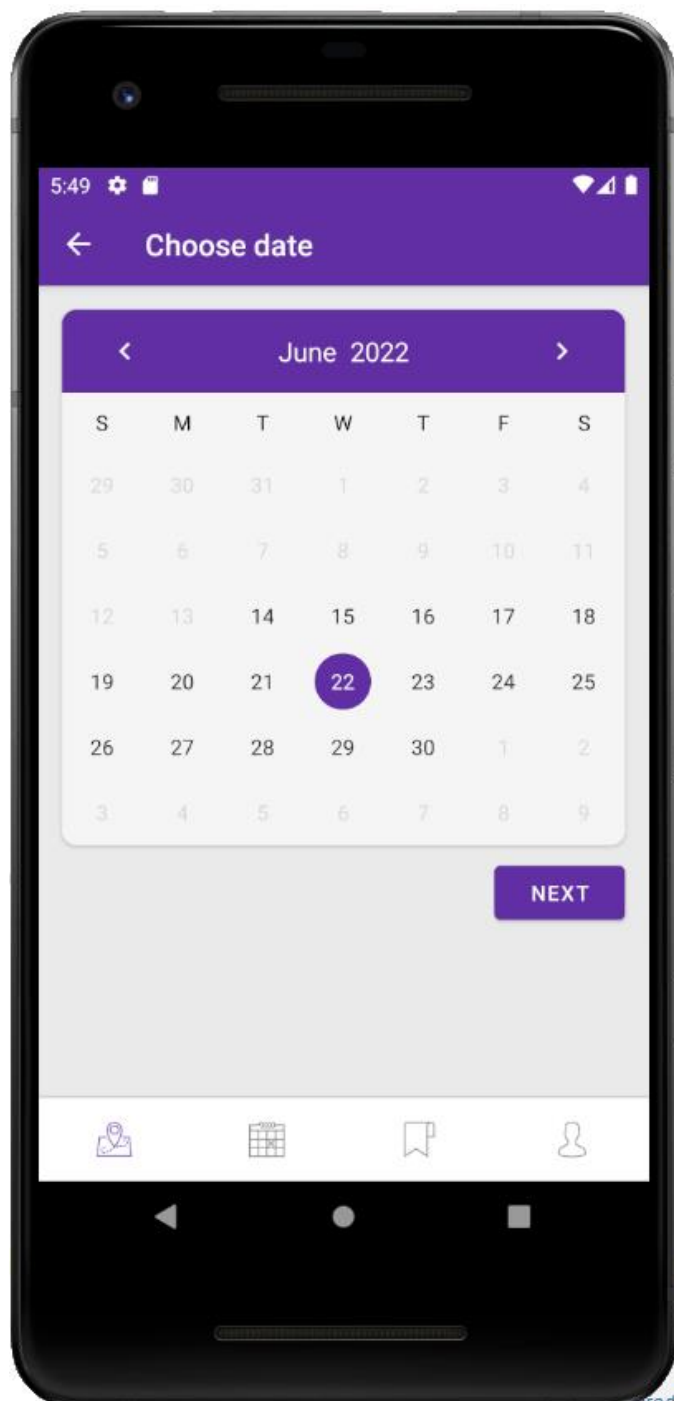 5:49
Choose date
June 2022
S M T W T F S
29 30 31 1 2 3 4
5 6 7 8 9 10 11
12 13 14 15 16 17 18
19 20 21 22 23 24 25
26 27 28 29 30 1 2
3 4 5 6 7 8 9
NEXT